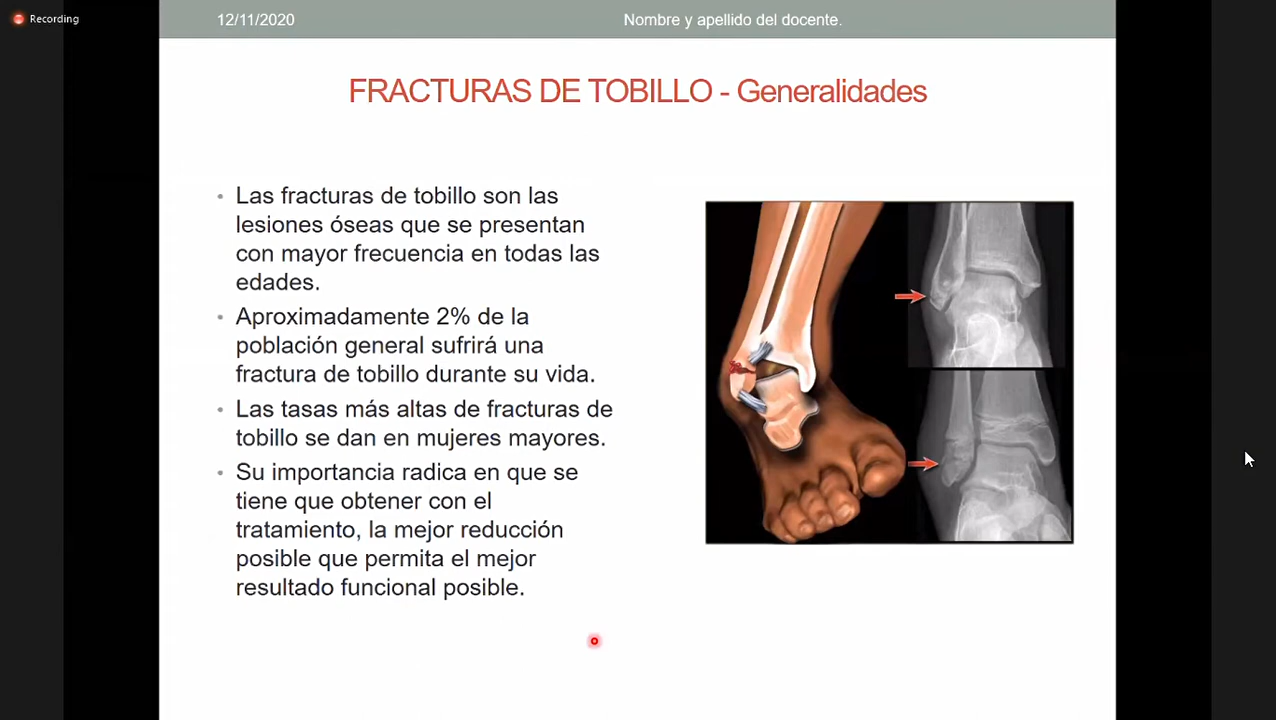 Recording
12/11/2020
Nombre y apellido del docente.
FRACTURAS DE TOBILLO - Generalidades
• Las fracturas de tobillo son las
lesiones óseas que se presentan
con mayor frecuencia en todas las
edades.
• Aproximadamente 2% de la
población general sufrirá una
fractura de tobillo durante su vida.
• Las tasas más altas de fracturas de
tobillo se dan en mujeres mayores.
• Su importancia radica en que se
tiene que obtener con el
tratamiento, la mejor reducción
posible que permita el mejor
resultado funcional posible.